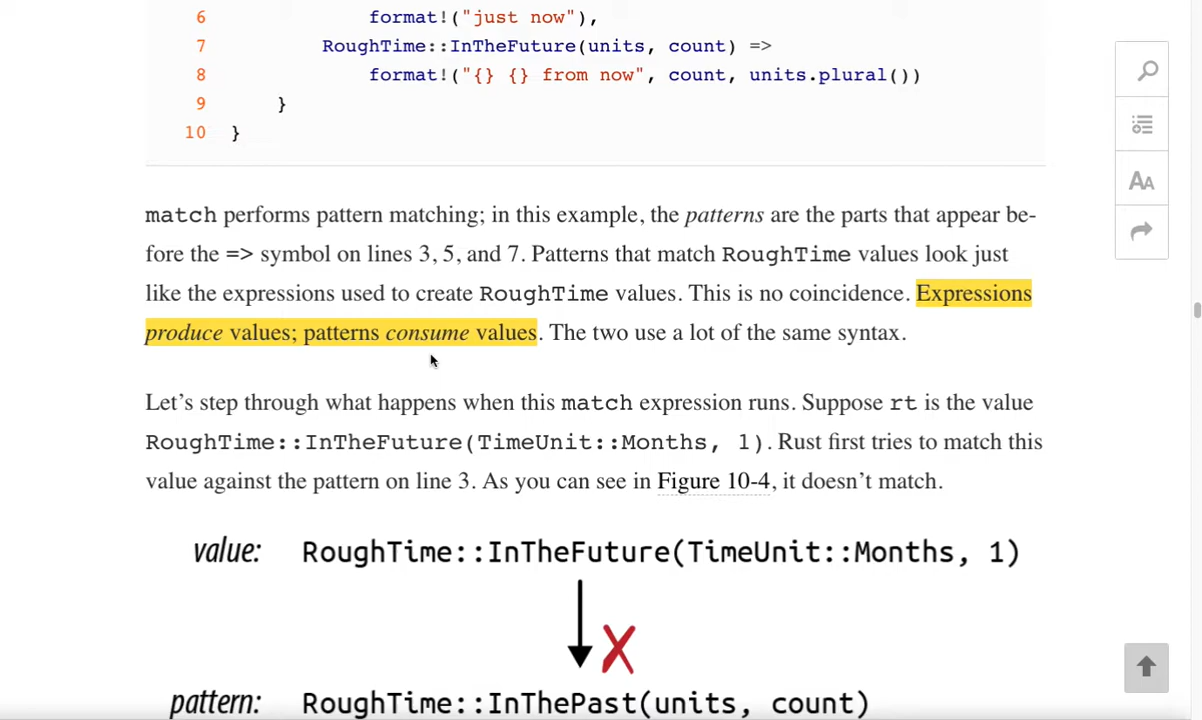 6 format!("just now"),
7 RoughTime::InTheFuture(units, count) =>
8 format!("{} {} from now", count, units.plural())
9 }
10 }
match performs pattern matching; in this example, the patterns are the parts that appear be-
fore the => symbol on lines 3, 5, and 7. Patterns that match RoughTime values look just
like the expressions used to create RoughTime values. This is no coincidence. Expressions
produce values; patterns consume values. The two use a lot of the same syntax.
Let’s step through what happens when this match expression runs. Suppose rt is the value
RoughTime::InTheFuture(TimeUnit::Months, 1). Rust first tries to match this
value against the pattern on line 3. As you can see in Figure 10-4, it doesn’t match.
value: RoughTime::InTheFuture(TimeUnit::Months, 1)
pattern: RoughTime::InThePast(units, count)
AA